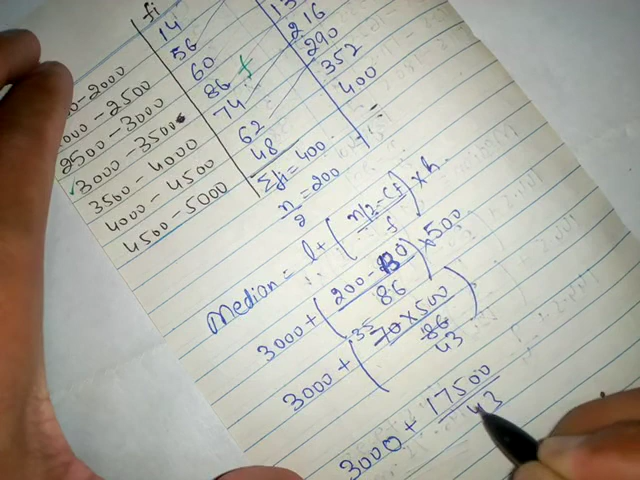 fi
-2000 14
2000-2500 56 216
2500-3000 60 290
3000-3500 86 352
3500-4000 74 400
4000-4500 62
4500-5000 48
Σfi=400
n/2=200
Median = l+(n/2-Cf/f)×h
3000+(200-130/86)×500
3000+(35 70×500/86 43)
3000+17500/43